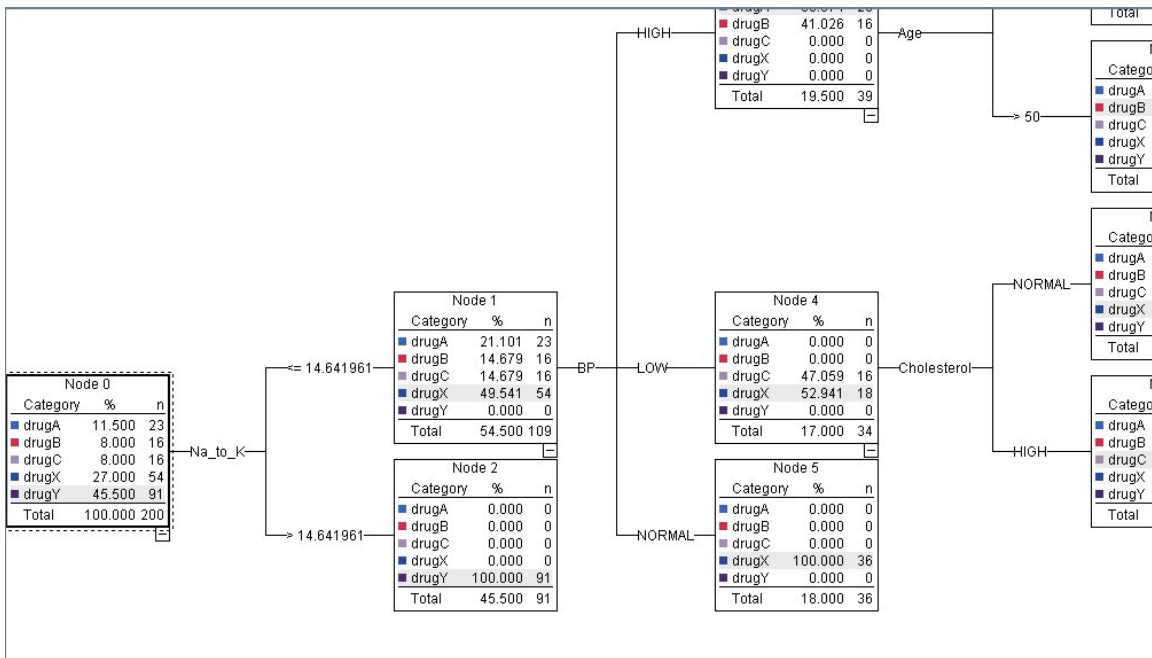 drugB 41.026 16
drugC 0.000 0
drugX 0.000 0
drugY 0.000 0
Total 19.500 39
HIGH
Age
Total
> 50
Catego
drugA
drugB
drugC
drugX
drugY
Total
Node 0
Category % n
drugA 11.500 23
drugB 8.000 16
drugC 8.000 16
drugX 27.000 54
drugY 45.500 91
Total 100.000 200
Na_to_K
<= 14.641961
> 14.641961
Node 1
Category % n
drugA 21.101 23
drugB 14.679 16
drugC 14.679 16
drugX 49.541 54
drugY 0.000 0
Total 54.500 109
Node 2
Category % n
drugA 0.000 0
drugB 0.000 0
drugC 0.000 0
drugX 0.000 0
drugY 100.000 91
Total 45.500 91
BP
LOW
NORMAL
Node 4
Category % n
drugA 0.000 0
drugB 0.000 0
drugC 47.059 16
drugX 52.941 18
drugY 0.000 0
Total 17.000 34
Node 5
Category % n
drugA 0.000 0
drugB 0.000 0
drugC 0.000 0
drugX 100.000 36
drugY 0.000 0
Total 18.000 36
Cholesterol
NORMAL
HIGH
Catego
drugA
drugB
drugC
drugX
drugY
Total
Catego
drugA
drugB
drugC
drugX
drugY
Total